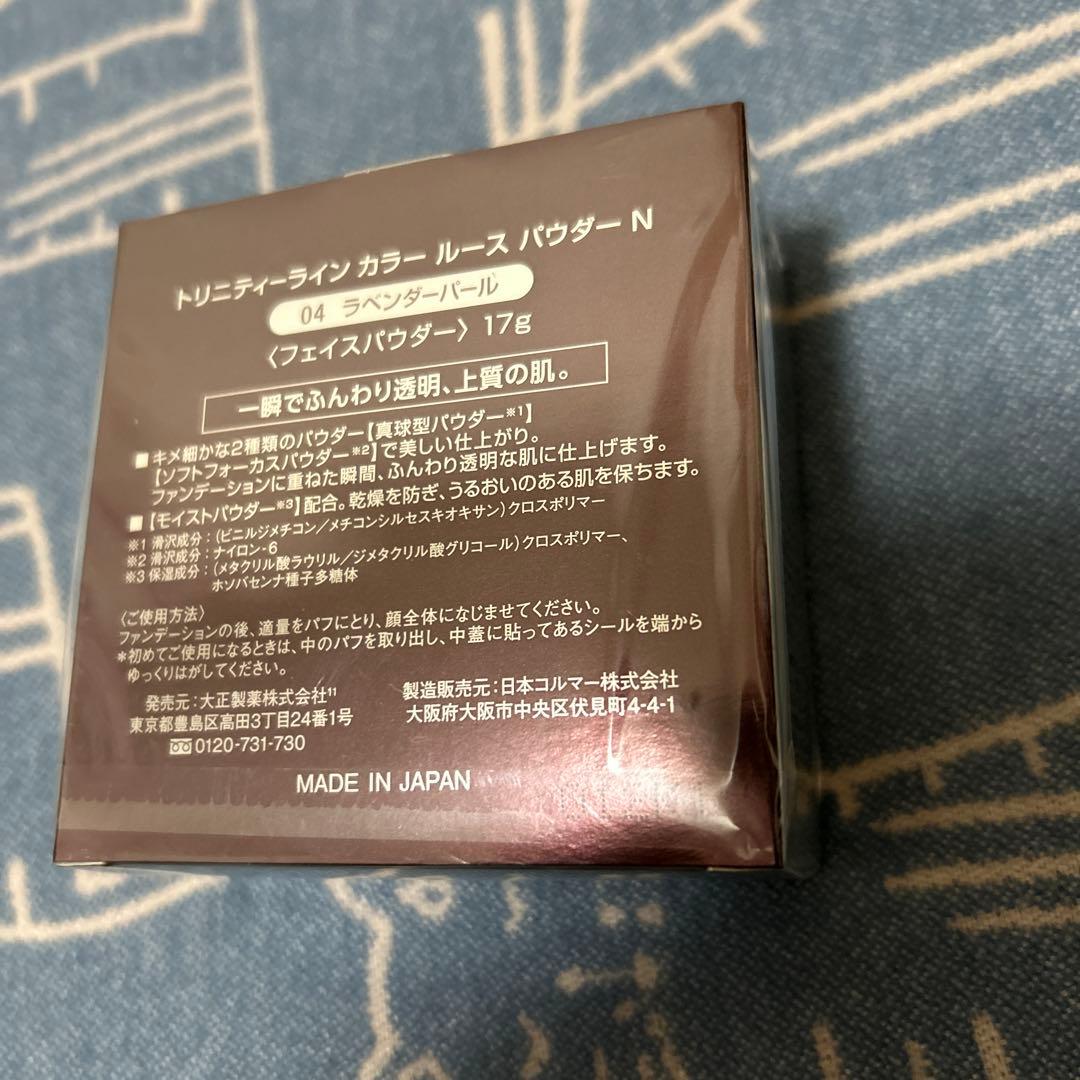 トリニティーライン カラー ルース パウダー N
04 ラベンダーパール
〈フェイスパウダー〉 17g
一瞬でふんわり透明、上質の肌。
■ キメ細かな2種類のパウダー【真球型パウダー※1】
【ソフトフォーカスパウダー※2】で美しい仕上がり。
ファンデーションに重ねた瞬間、ふんわり透明な肌に仕上げます。
■ 【モイストパウダー※3】配合。乾燥を防ぎ、うるおいのある肌を保ちます。
※1 滑沢成分：（ビニルジメチコン／メチコンシルセスキオキサン）クロスポリマー
※2 滑沢成分：ナイロン-6
※3 保湿成分：（メタクリル酸ラウリル／ジメタクリル酸グリコール）クロスポリマー、
ホソバセンナ種子多糖体
〈ご使用方法〉
ファンデーションの後、適量をパフにとり、顔全体になじませてください。
＊初めてご使用になるときは、中のパフを取り出し、中蓋に貼ってあるシールを端から
ゆっくりはがしてください。
発売元：大正製薬株式会社11
東京都豊島区高田3丁目24番1号
0120-731-730
製造販売元：日本コルマー株式会社
大阪府大阪市中央区伏見町4-4-1
MADE IN JAPAN